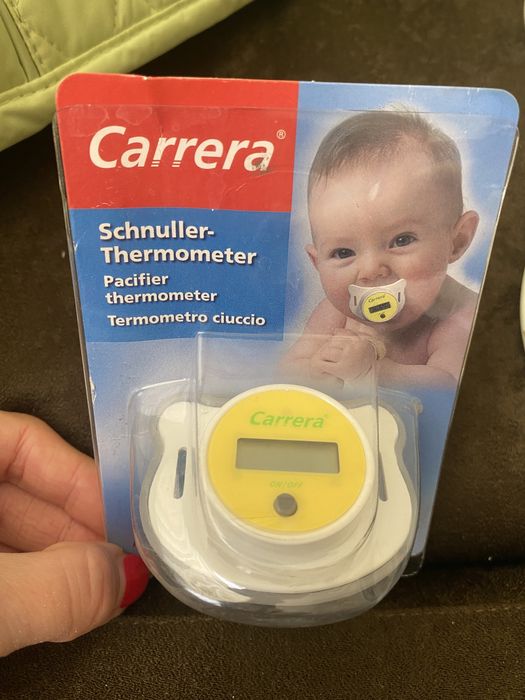 Carrera®
Schnuller-
Thermometer
Pacifier
thermometer
Termometro ciuccio
Carrera
Carrera®
ON/OFF